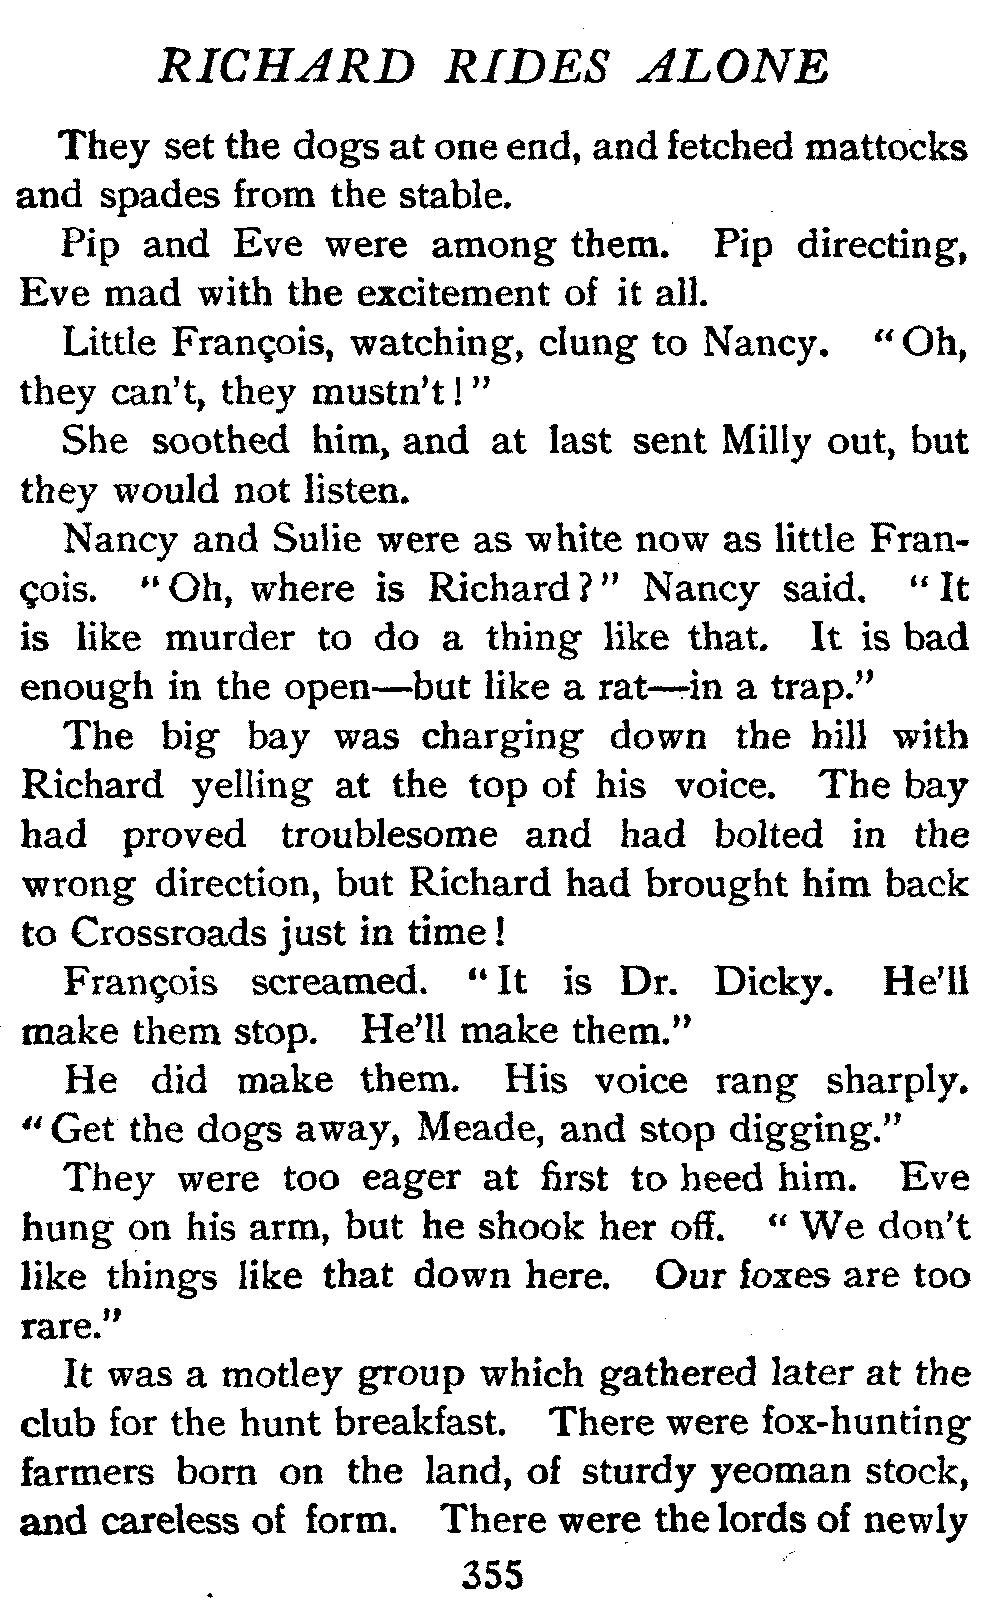 RICHARD RIDES ALONE
They set the dogs at one end, and fetched mattocks
and spades from the stable.
Pip and Eve were among them. Pip directing,
Eve mad with the excitement of it all.
Little François, watching, clung to Nancy. "Oh,
they can't, they mustn't!"
She soothed him, and at last sent Milly out, but
they would not listen.
Nancy and Sulie were as white now as little Fran-
çois. "Oh, where is Richard?" Nancy said. "It
is like murder to do a thing like that. It is bad
enough in the open—but like a rat—in a trap."
The big bay was charging down the hill with
Richard yelling at the top of his voice. The bay
had proved troublesome and had bolted in the
wrong direction, but Richard had brought him back
to Crossroads just in time!
François screamed. "It is Dr. Dicky. He'll
make them stop. He'll make them."
He did make them. His voice rang sharply.
"Get the dogs away, Meade, and stop digging."
They were too eager at first to heed him. Eve
hung on his arm, but he shook her off. "We don't
like things like that down here. Our foxes are too
rare."
It was a motley group which gathered later at the
club for the hunt breakfast. There were fox-hunting
farmers born on the land, of sturdy yeoman stock,
and careless of form. There were the lords of newly
355